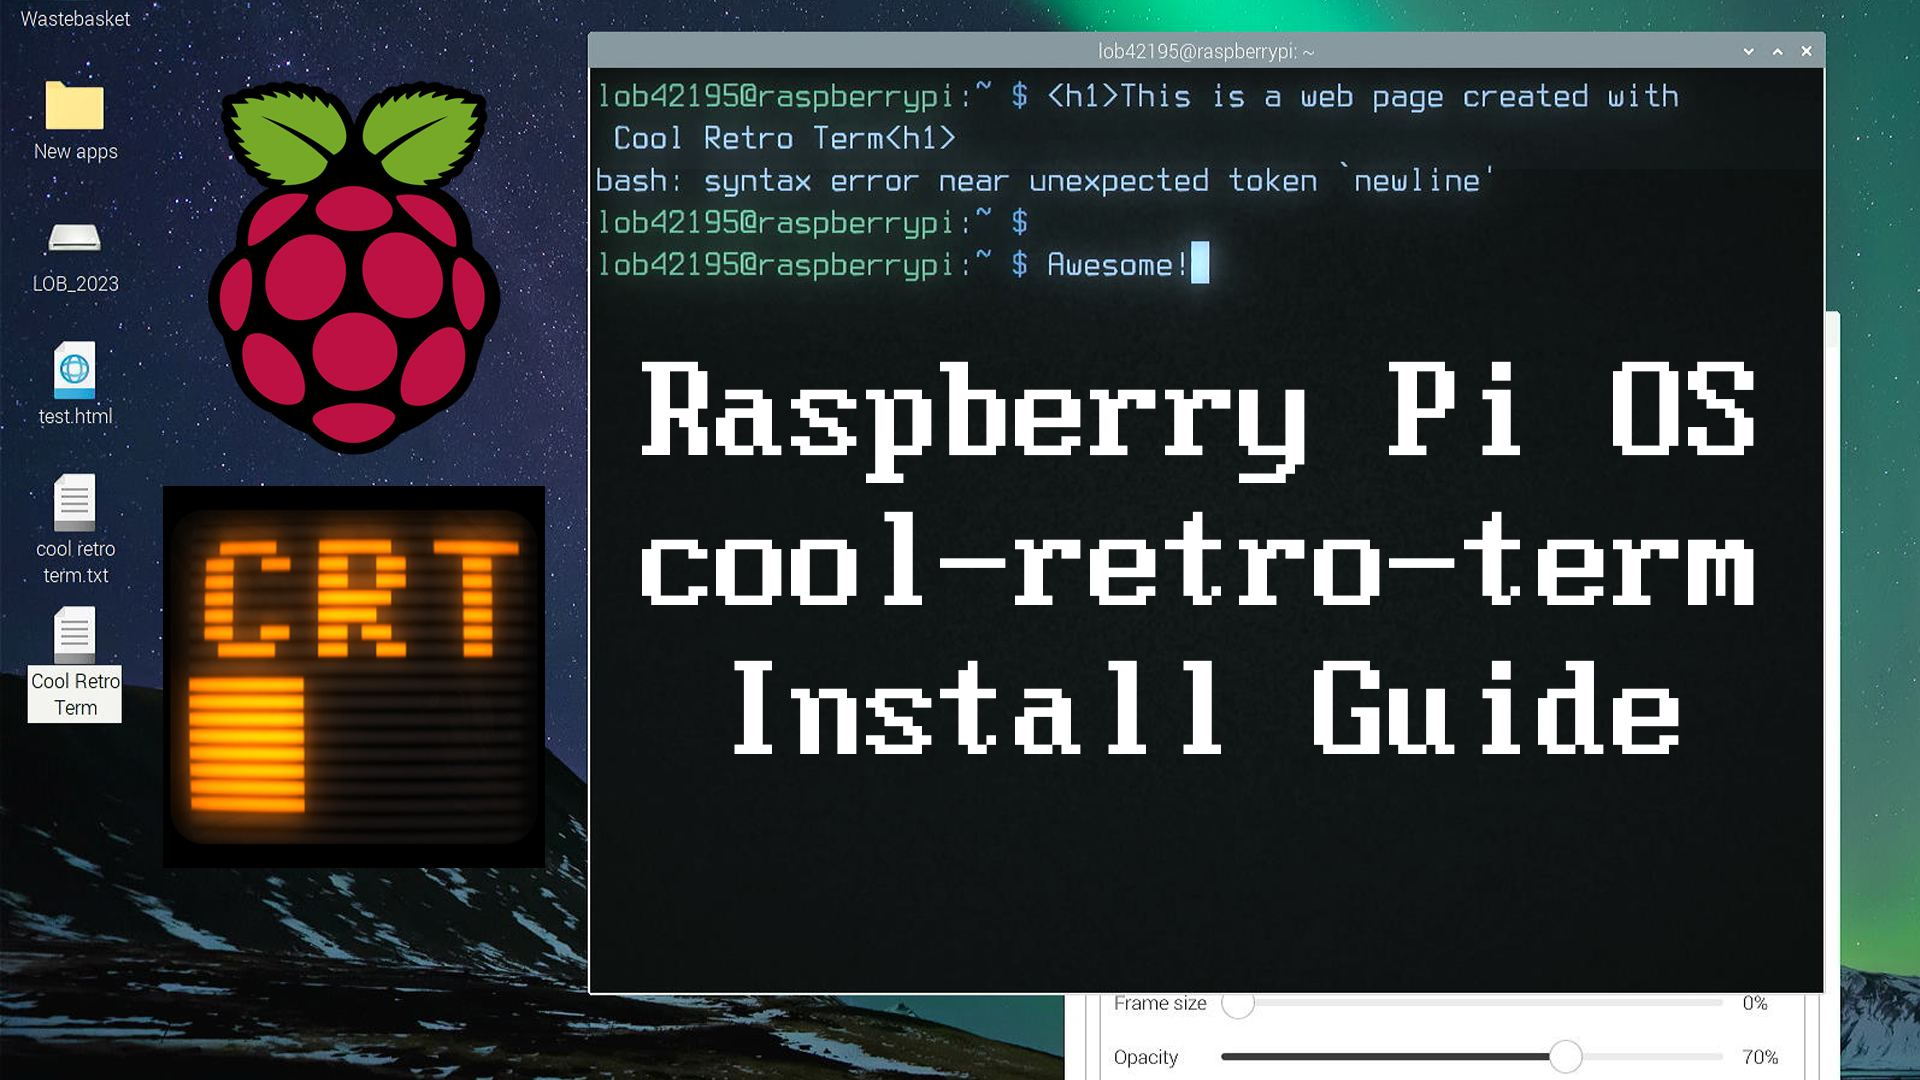 Wastebasket
New apps
LOB_2023
test.html
cool retro
term.txt
Cool Retro
Term
CRT
lob42195@raspberrypi: ~
lob42195@raspberrypi:~ $ <h1>This is a web page created with
Cool Retro Term<h1>
bash: syntax error near unexpected token `newline'
lob42195@raspberrypi:~ $
lob42195@raspberrypi:~ $ Awesome!
Raspberry Pi OS
cool-retro-term
Install Guide
Frame size 0%
Opacity 70%